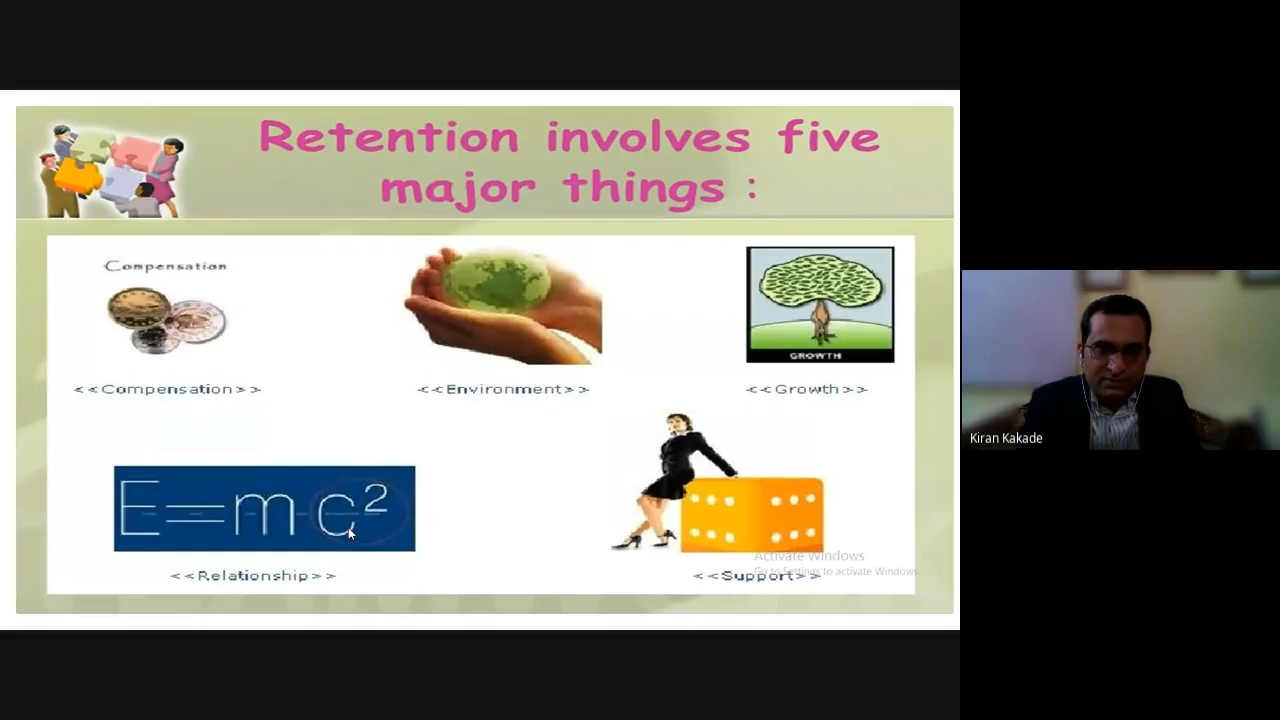 Retention involves five
major things :
Compensation
GROWTH
<<Compensation>>
<<Environment>>
<<Growth>>
E=mc²
<<Relationship>>
<<Support>>
Activate Windows
Go to Settings to activate Windows.
Kiran Kakade